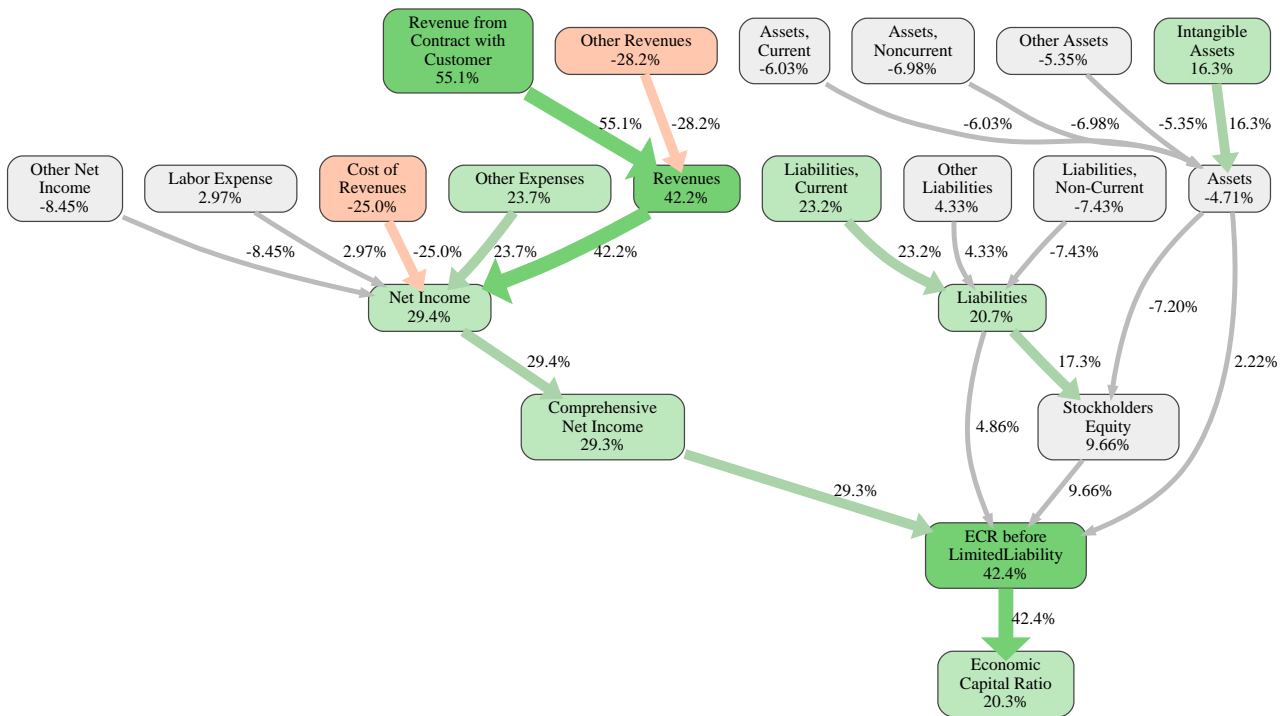 Revenue from
Contract with
Customer
55.1%
Other Revenues
-28.2%
Assets,
Current
-6.03%
Assets,
Noncurrent
-6.98%
Other Assets
-5.35%
Intangible
Assets
16.3%
55.1%
-28.2%
-6.03%
-6.98%
-5.35%
16.3%
Other Net
Income
-8.45%
Labor Expense
2.97%
Cost of
Revenues
-25.0%
Other Expenses
23.7%
Revenues
42.2%
Liabilities,
Current
23.2%
Other
Liabilities
4.33%
Liabilities,
Non-Current
-7.43%
Assets
-4.71%
-8.45%
2.97%
-25.0%
23.7%
42.2%
23.2%
4.33%
-7.43%
Net Income
29.4%
Liabilities
20.7%
-7.20%
29.4%
17.3%
2.22%
Comprehensive
Net Income
29.3%
4.86%
Stockholders
Equity
9.66%
29.3%
9.66%
ECR before
LimitedLiability
42.4%
42.4%
Economic
Capital Ratio
20.3%